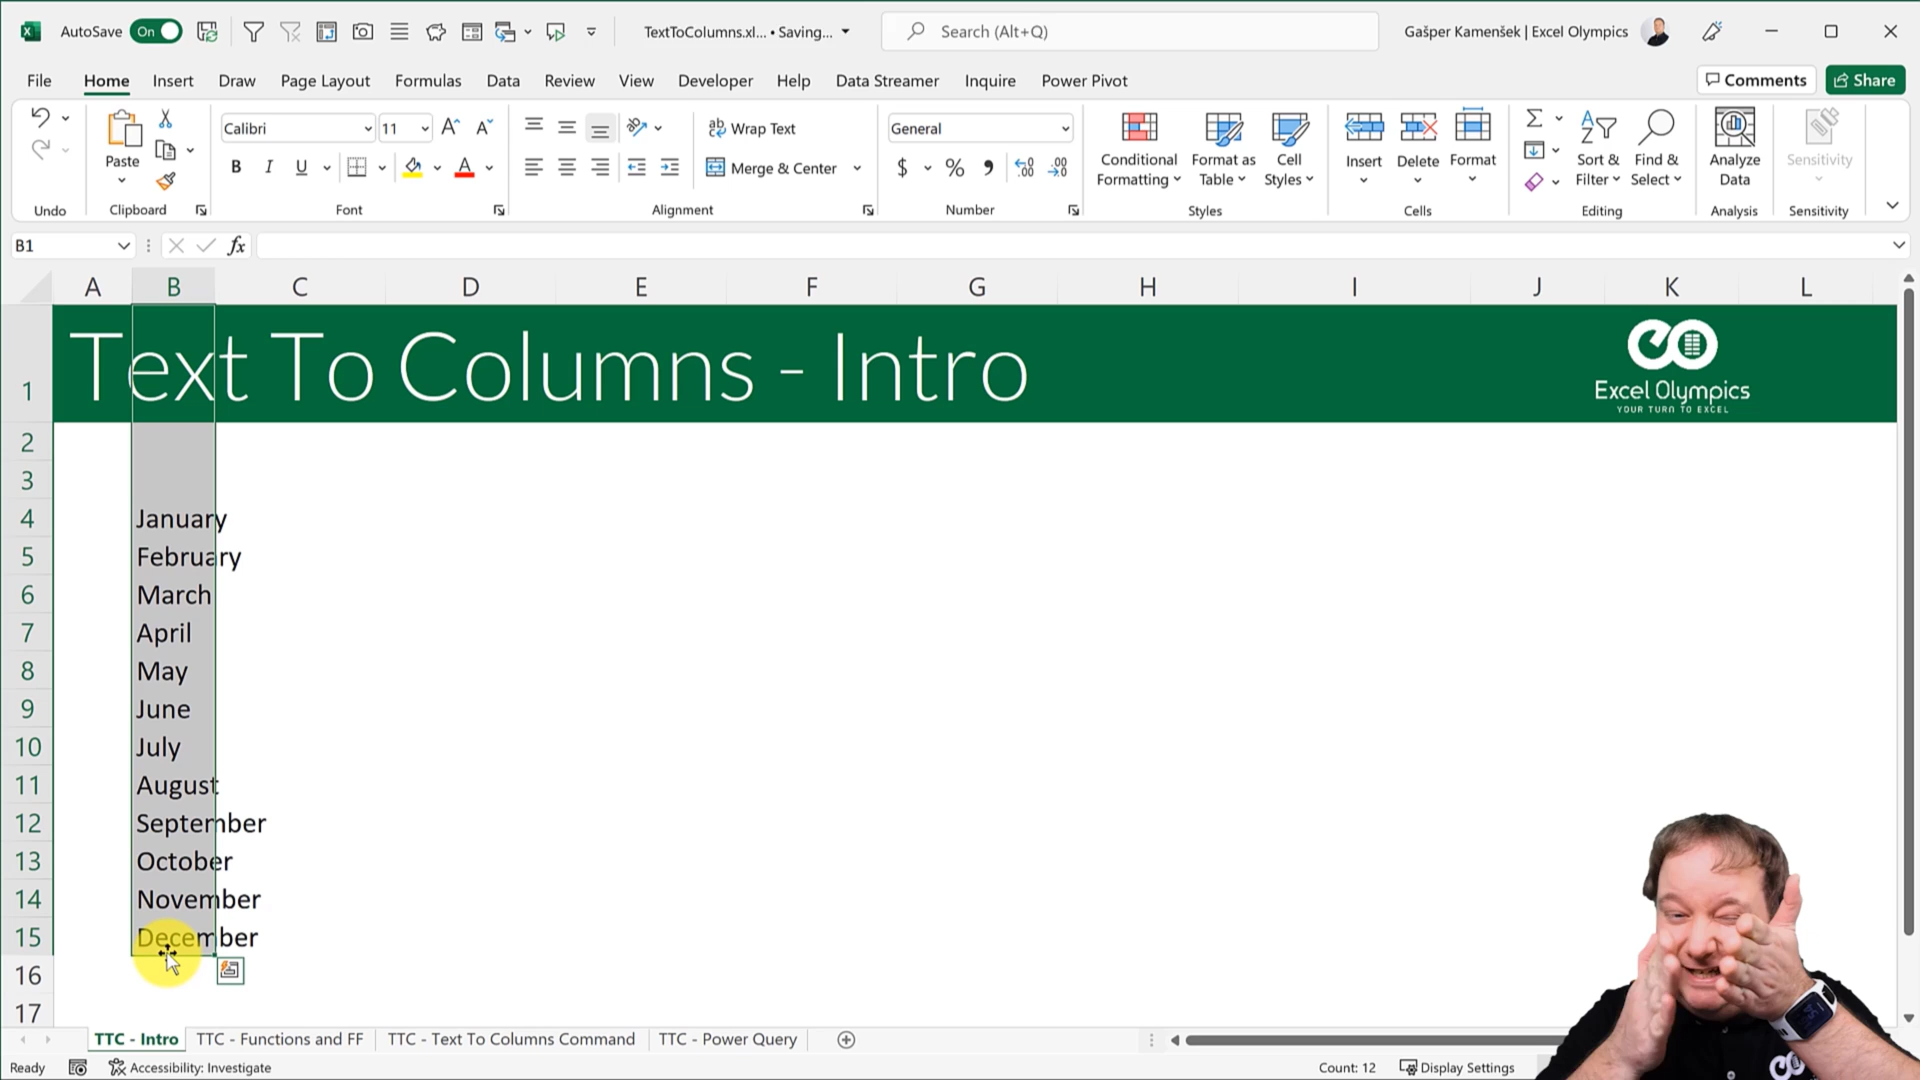 AutoSave On TextToColumns.xl... • Saving... Search (Alt+Q) Gašper Kamenšek | Excel Olympics
File Home Insert Draw Page Layout Formulas Data Review View Developer Help Data Streamer Inquire Power Pivot Comments Share
Calibri 11 Wrap Text General
Paste B I U Merge & Center $ % Conditional Formatting Format as Table Cell Styles Insert Delete Format Sort & Filter Find & Select Analyze Data Sensitivity
Undo Clipboard Font Alignment Number Styles Cells Editing Analysis Sensitivity
B1 fx
A B C D E F G H I J K L
1 Text To Columns - Intro
Excel Olympics
YOUR TURN TO EXCEL
2
3
4 January
5 February
6 March
7 April
8 May
9 June
10 July
11 August
12 September
13 October
14 November
15 December
16
17
TTC - Intro TTC - Functions and FF TTC - Text To Columns Command TTC - Power Query
Ready Accessibility: Investigate Count: 12 Display Settings